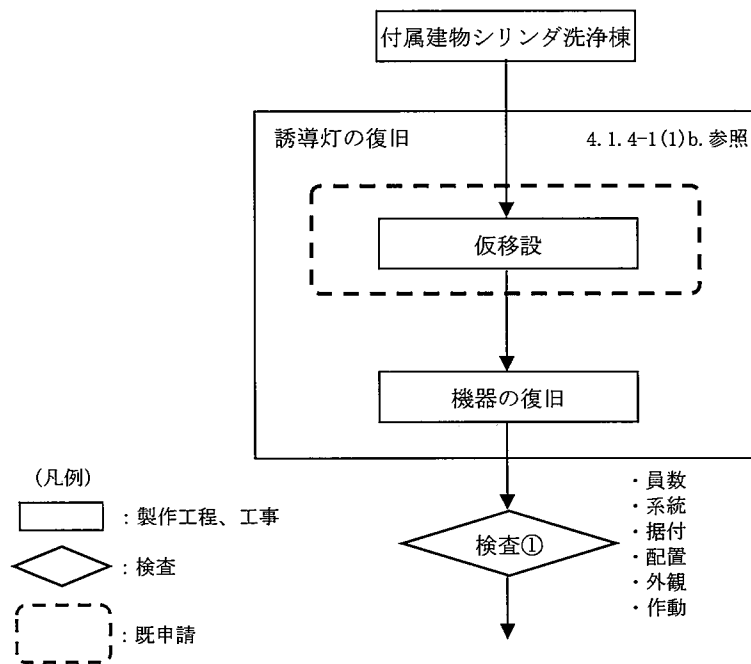 付属建物シリンダ洗浄棟
誘導灯の復旧
4.1.4-1(1)b.参照
仮移設
機器の復旧
検査①
・員数
・系統
・据付
・配置
・外観
・作動
(凡例)
：製作工程、工事
：検査
：既申請